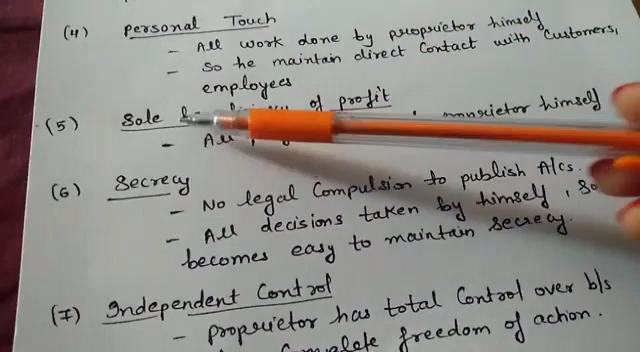 (4) Personal Touch
- All work done by proprietor himself
- So he maintain direct Contact with Customers,
employees
(5) Sole of profit
- All himself
(6) Secrecy
- No legal Compulsion to publish A/cs.
- All decisions taken by himself, So
becomes easy to maintain secrecy.
(7) Independent Control
- proprietor has total Control over b/s
freedom of action.